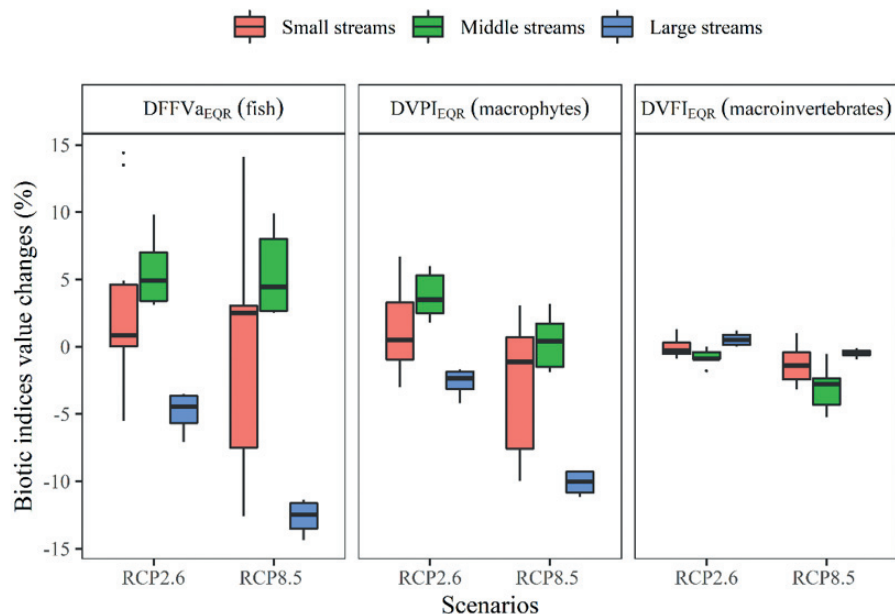 Small streams Middle streams Large streams
DFFVaEQR (fish) DVPIEQR (macrophytes) DVFIEQR (macroinvertebrates)
Biotic indices value changes (%)
15
10
5
0
-5
-10
-15
RCP2.6 RCP8.5 RCP2.6 RCP8.5 RCP2.6 RCP8.5
Scenarios